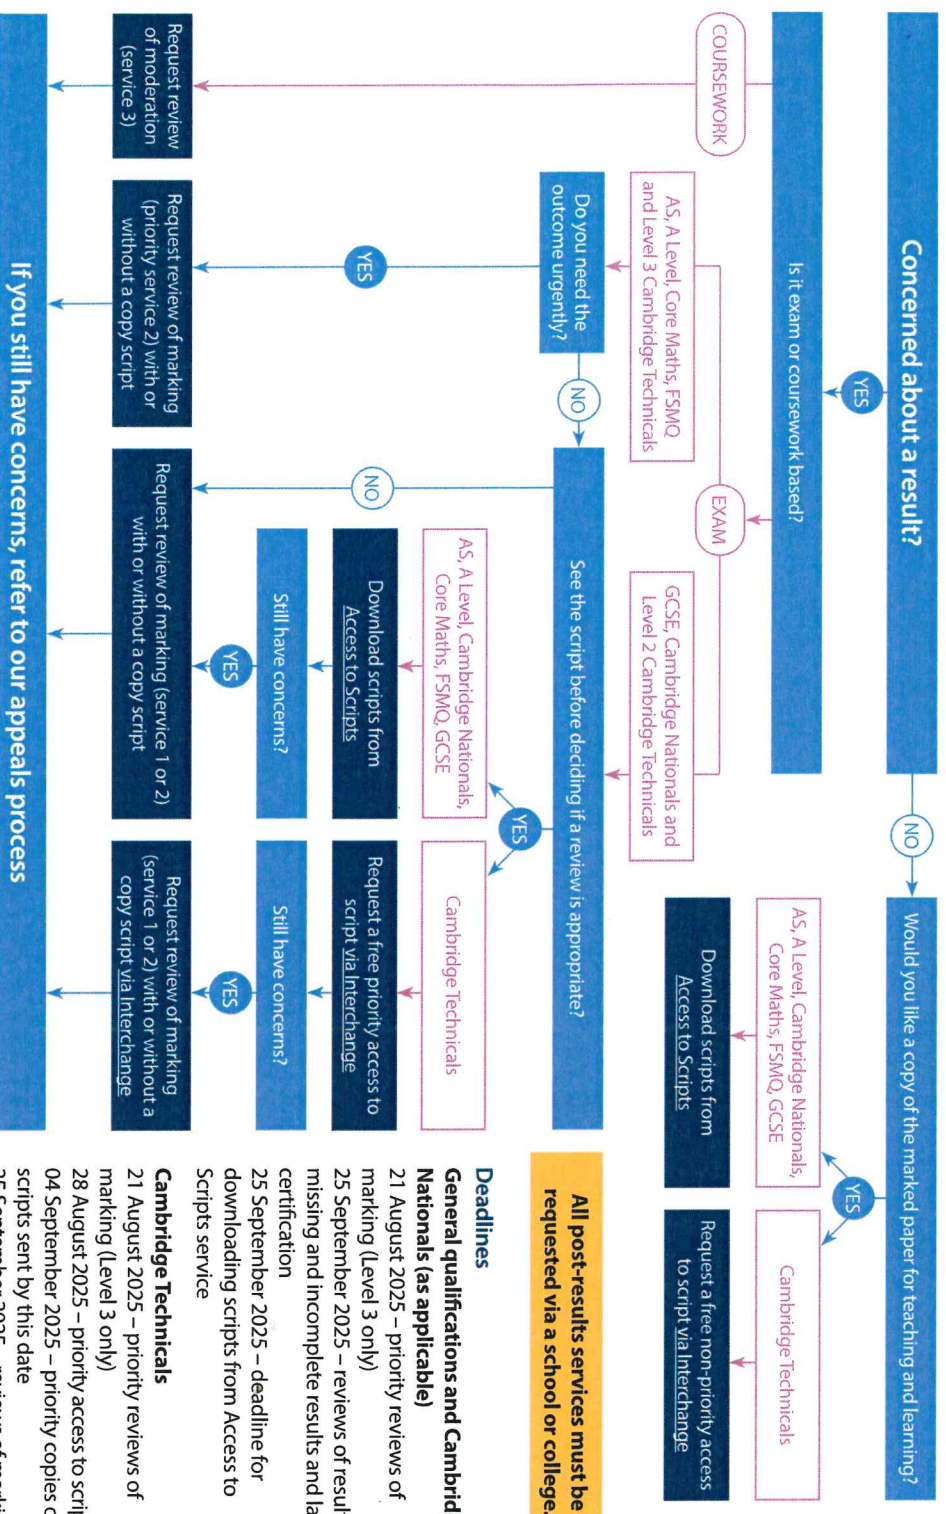 Concerned about a result?
NO
Would you like a copy of the marked paper for teaching and learning?
YES
Is it exam or coursework based?
YES
AS, A Level, Cambridge Nationals,
Core Maths, FSMQ, GCSE
Cambridge Technicals
COURSEWORK
EXAM
Download scripts from
Access to Scripts
Request a free non-priority access
to script via Interchange
AS, A Level, Core Maths, FSMQ
and Level 3 Cambridge Technicals
GCSE, Cambridge Nationals and
Level 2 Cambridge Technicals
Do you need the
outcome urgently?
NO
See the script before deciding if a review is appropriate?
YES
AS, A Level, Cambridge Nationals,
Core Maths, FSMQ, GCSE
Cambridge Technicals
YES
NO
Download scripts from
Access to Scripts
Request a free priority access to
script via Interchange
Still have concerns?
Still have concerns?
YES
YES
Request review
of moderation
(service 3)
Request review of marking
(priority service 2) with or
without a copy script
Request review of marking (service 1 or 2)
with or without a copy script
Request review of marking
(service 1 or 2) with or without a
copy script via Interchange
If you still have concerns, refer to our appeals process
All post-results services must be
requested via a school or college.
Deadlines
General qualifications and Cambrid
Nationals (as applicable)
21 August 2025 – priority reviews of
marking (Level 3 only)
25 September 2025 – reviews of resul
missing and incomplete results and la
certification
25 September 2025 – deadline for
downloading scripts from Access to
Scripts service
Cambridge Technicals
21 August 2025 – priority reviews of
marking (Level 3 only)
28 August 2025 – priority access to scrip
04 September 2025 – priority copies o
scripts sent by this date
25 September 2025 – reviews of marki